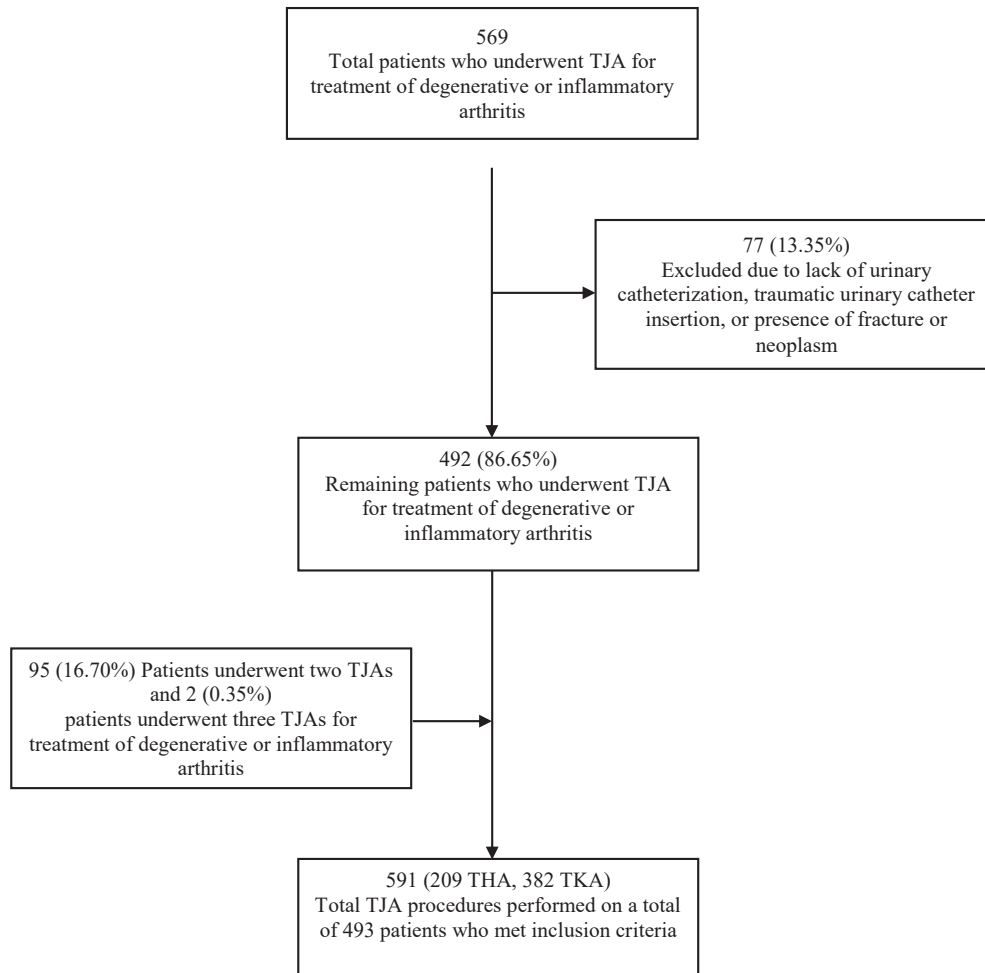 569
Total patients who underwent TJA for
treatment of degenerative or inflammatory
arthritis
77 (13.35%)
Excluded due to lack of urinary
catheterization, traumatic urinary catheter
insertion, or presence of fracture or
neoplasm
492 (86.65%)
Remaining patients who underwent TJA
for treatment of degenerative or
inflammatory arthritis
95 (16.70%) Patients underwent two TJAs
and 2 (0.35%)
patients underwent three TJAs for
treatment of degenerative or inflammatory
arthritis
591 (209 THA, 382 TKA)
Total TJA procedures performed on a total
of 493 patients who met inclusion criteria